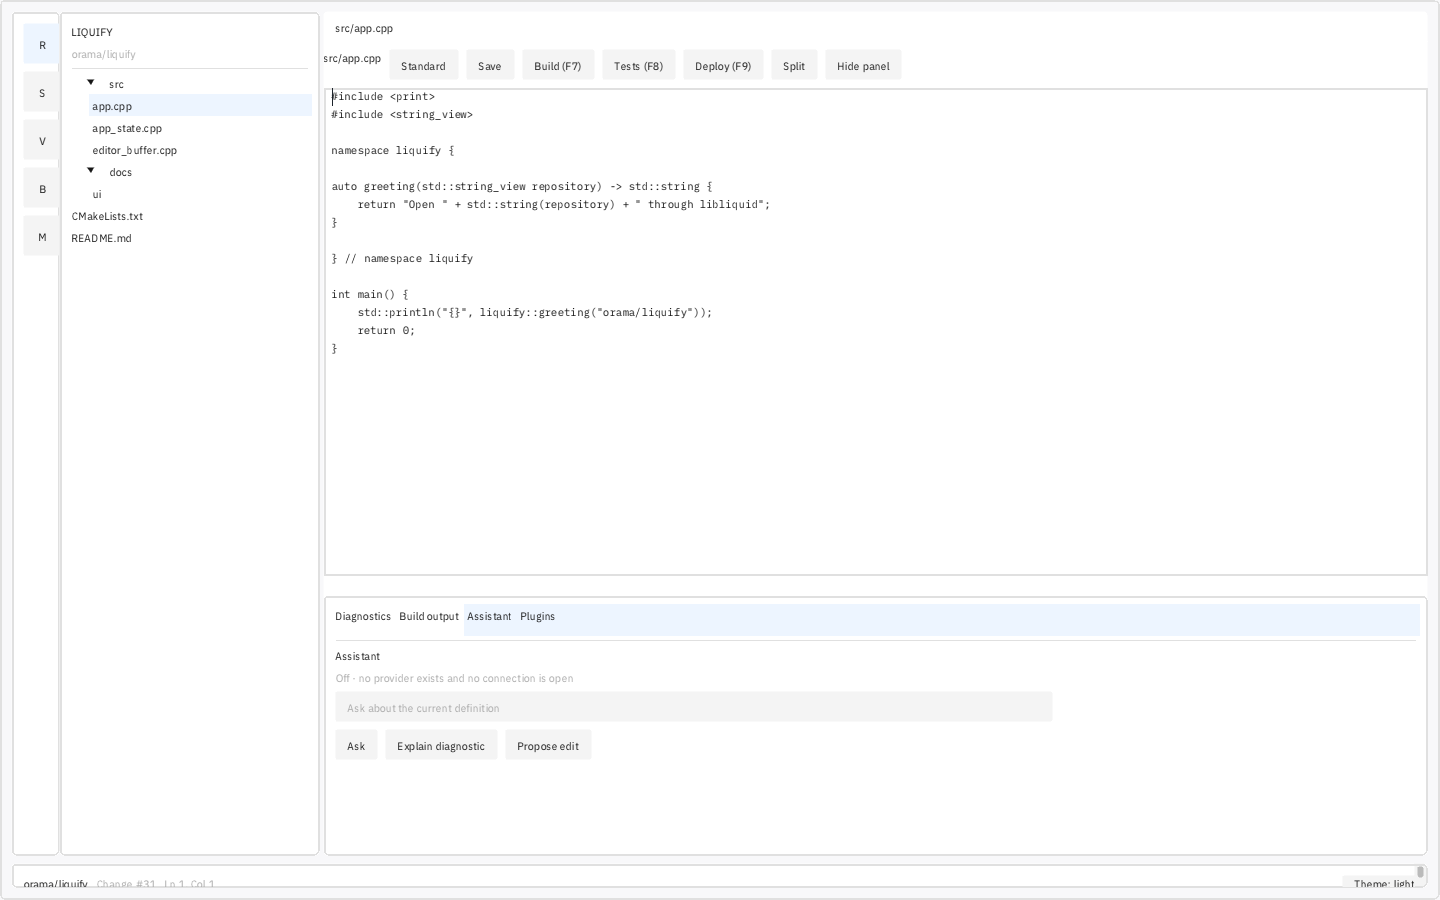 R
S
V
B
M
LIQUIFY
orama/liquify
src
app.cpp
app_state.cpp
editor_buffer.cpp
docs
ui
CMakeLists.txt
README.md
src/app.cpp
src/app.cpp Standard Save Build (F7) Tests (F8) Deploy (F9) Split Hide panel
#include <print>
#include <string_view>
namespace liquify {
auto greeting(std::string_view repository) -> std::string {
    return "Open " + std::string(repository) + " through libliquid";
}
} // namespace liquify
int main() {
    std::println("{}", liquify::greeting("orama/liquify"));
    return 0;
}
Diagnostics Build output Assistant Plugins
Assistant
Off · no provider exists and no connection is open
Ask about the current definition
Ask Explain diagnostic Propose edit
orama/liquify Change #31 Ln 1, Col 1 Theme: light